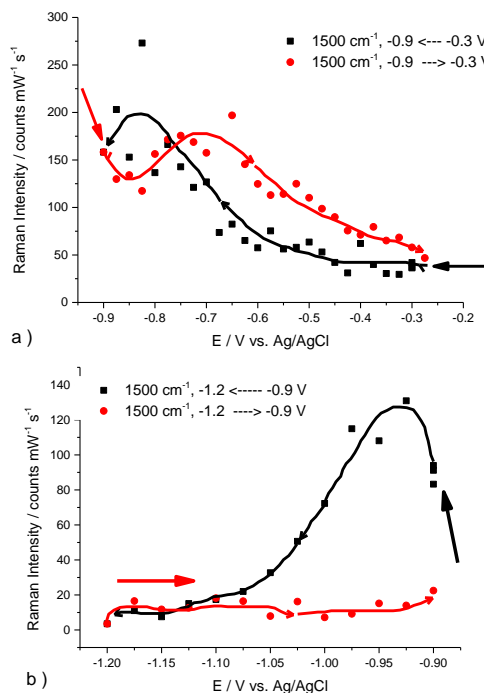 300
250
200
150
100
50
0
Raman Intensity / counts mW⁻¹ s⁻¹
1500 cm⁻¹, -0.9 <--- -0.3 V
1500 cm⁻¹, -0.9 ---> -0.3 V
-0.9 -0.8 -0.7 -0.6 -0.5 -0.4 -0.3 -0.2
E / V vs. Ag/AgCl
a )
140
120
100
80
60
40
20
0
Raman Intensity / counts mW⁻¹ s⁻¹
1500 cm⁻¹, -1.2 <----- -0.9 V
1500 cm⁻¹, -1.2 ----> -0.9 V
-1.20 -1.15 -1.10 -1.05 -1.00 -0.95 -0.90
E / V vs. Ag/AgCl
b )